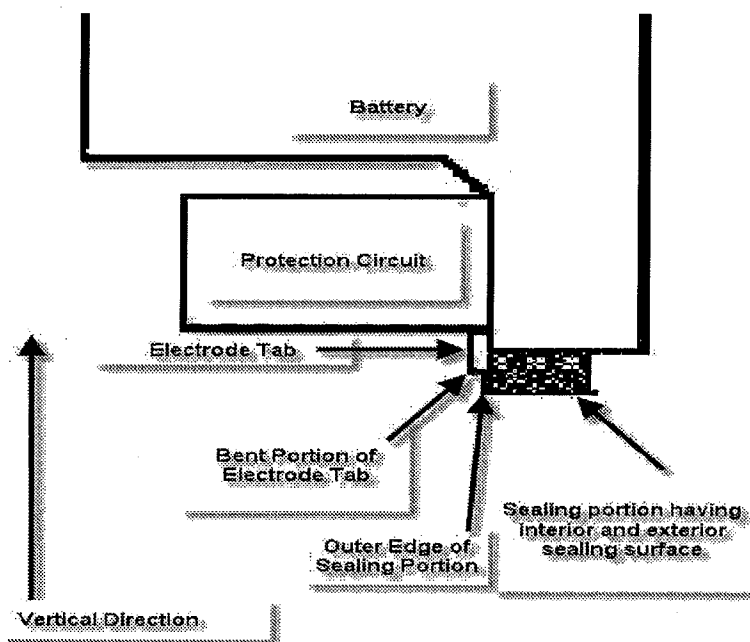 Battery
Protection Circuit
Electrode Tab
Bent Portion of
Electrode Tab
Outer Edge of
Sealing Portion
Sealing portion having
interior and exterior
sealing surface
Vertical Direction